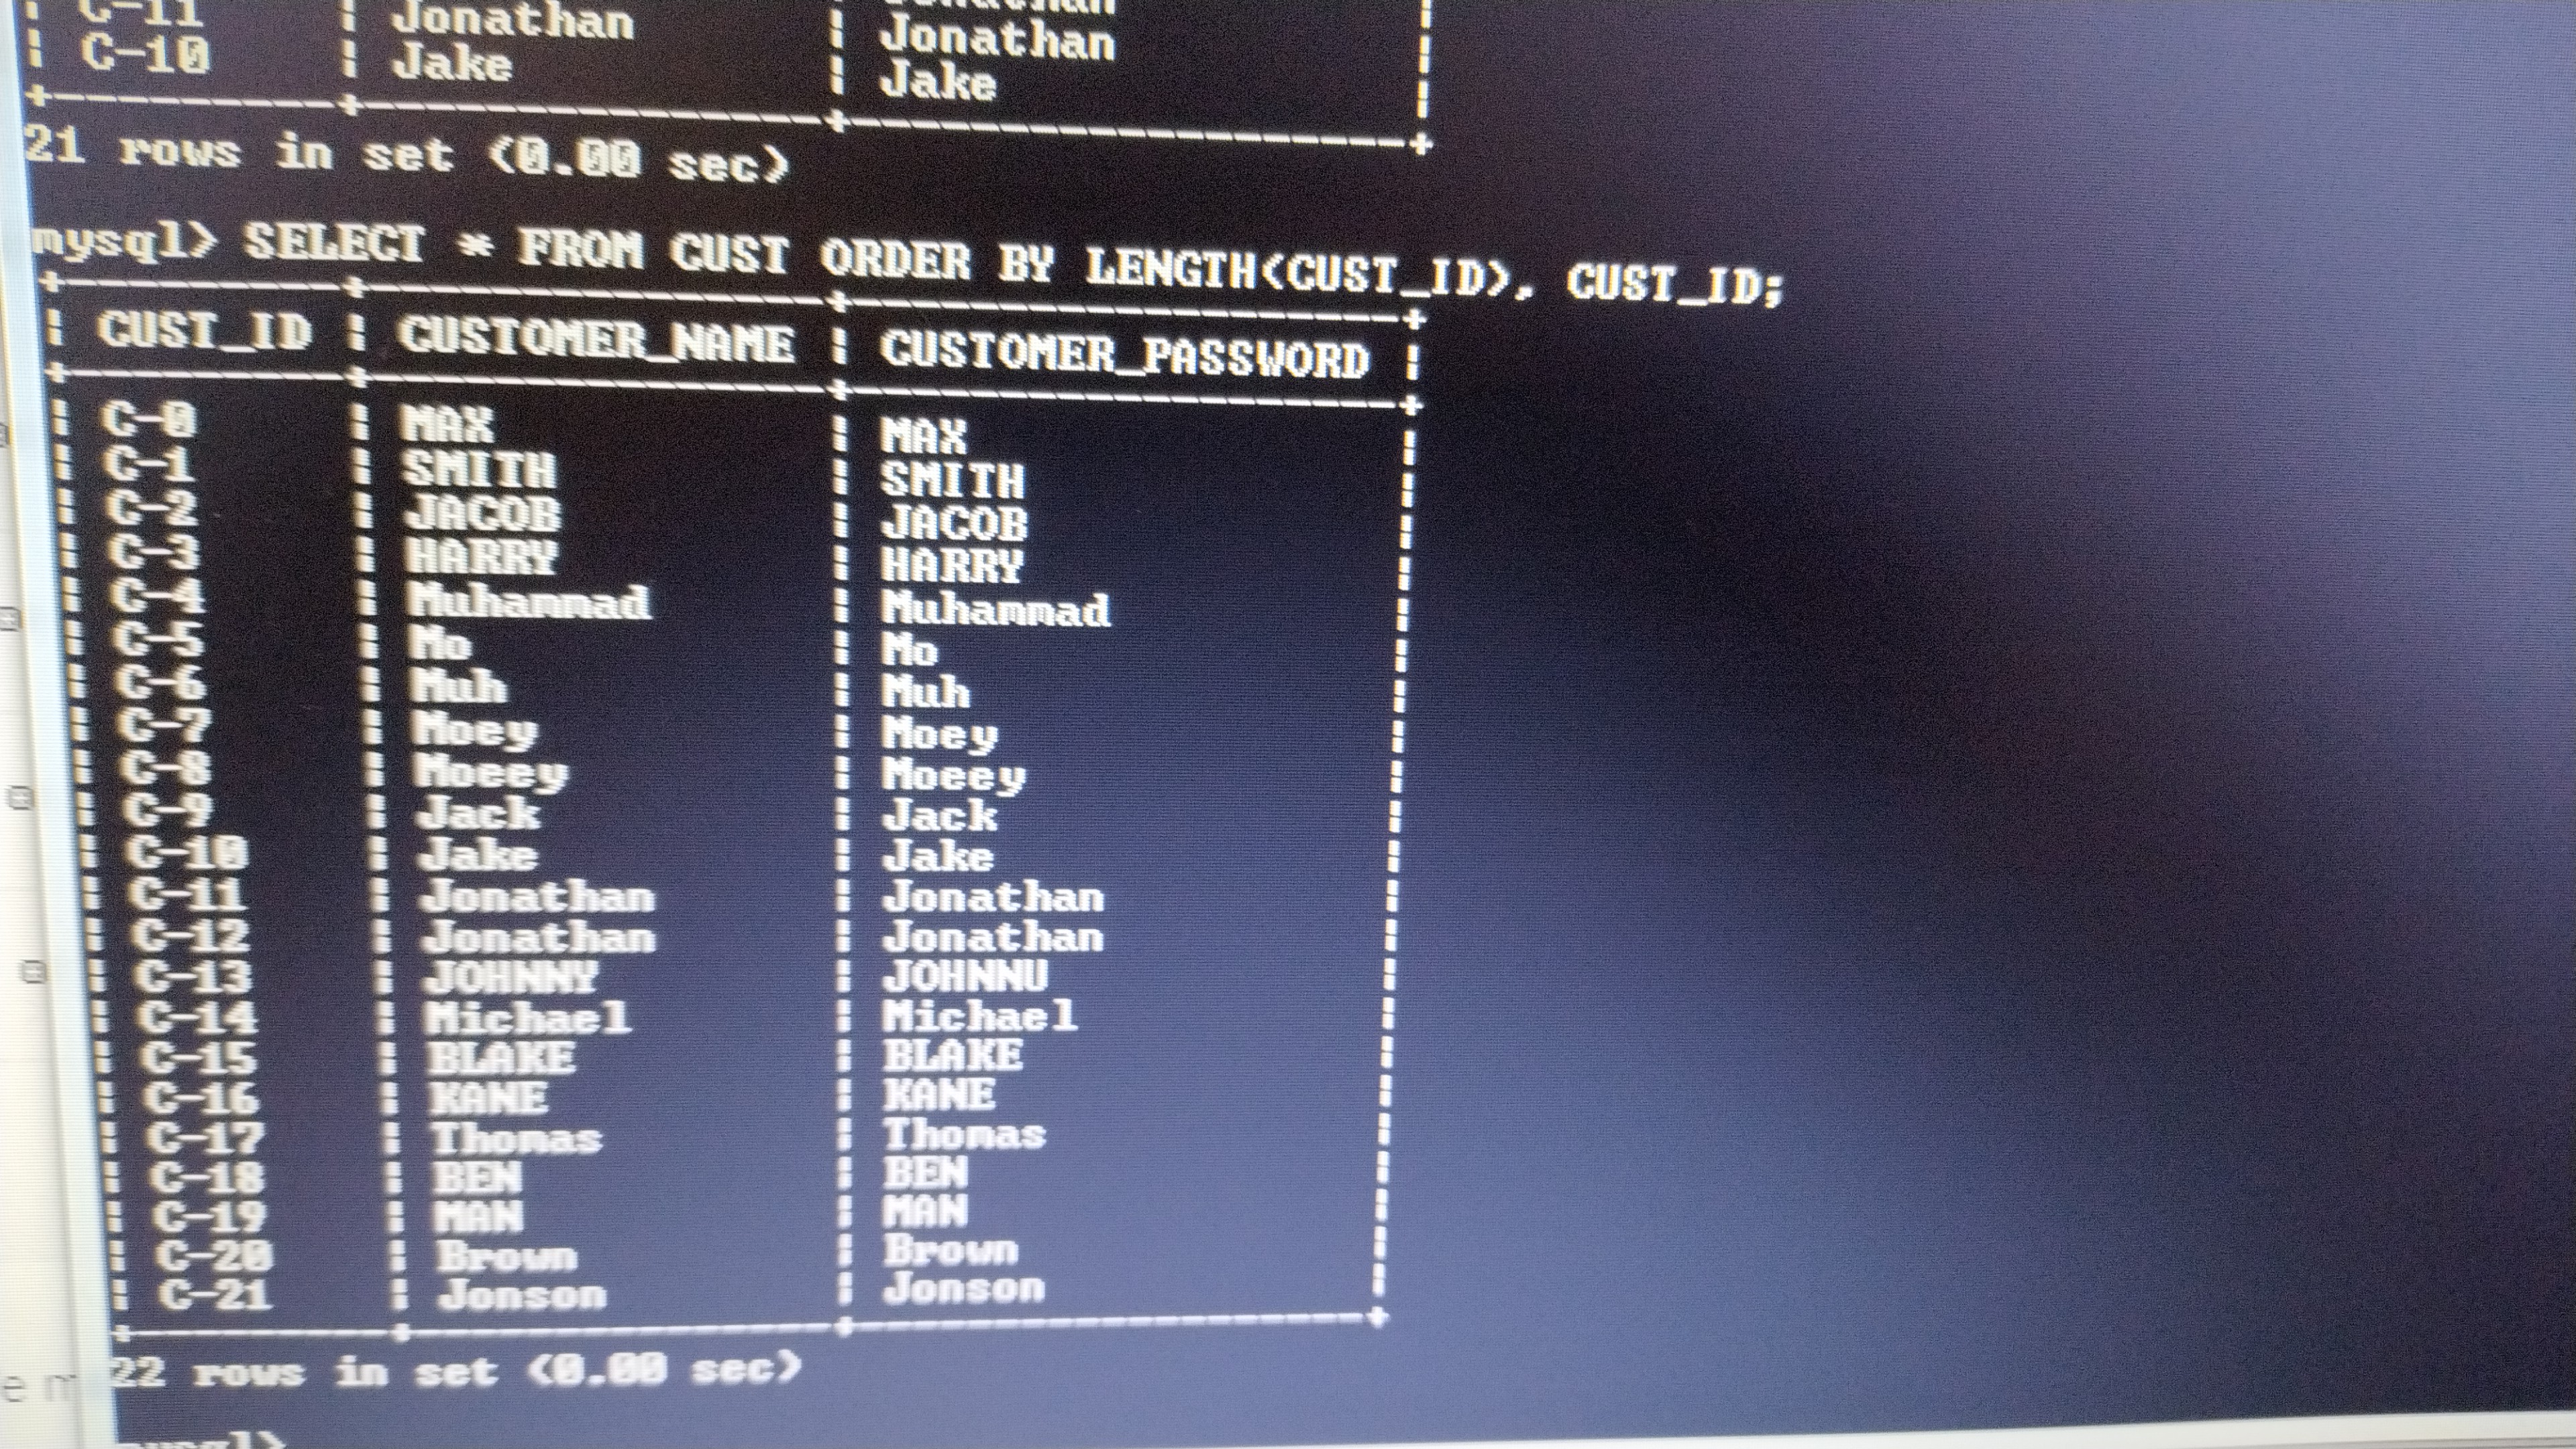 C-11 | Jonathan | Jonathan |
| C-10 | Jake | Jake |
+----------+----------------+-------------------+
21 rows in set (0.00 sec)
mysql> SELECT * FROM CUST ORDER BY LENGTH(CUST_ID), CUST_ID;
+----------+----------------+-------------------+
| CUST_ID | CUSTOMER_NAME | CUSTOMER_PASSWORD |
+----------+----------------+-------------------+
| C-0 | MAX | MAX |
| C-1 | SMITH | SMITH |
| C-2 | JACOB | JACOB |
| C-3 | HARRY | HARRY |
| C-4 | Muhammad | Muhammad |
| C-5 | Mo | Mo |
| C-6 | Muh | Muh |
| C-7 | Moey | Moey |
| C-8 | Moeey | Moeey |
| C-9 | Jack | Jack |
| C-10 | Jake | Jake |
| C-11 | Jonathan | Jonathan |
| C-12 | Jonathan | Jonathan |
| C-13 | JOHNNY | JOHNNU |
| C-14 | Michael | Michael |
| C-15 | BLAKE | BLAKE |
| C-16 | KANE | KANE |
| C-17 | Thomas | Thomas |
| C-18 | BEN | BEN |
| C-19 | MAN | MAN |
| C-20 | Brown | Brown |
| C-21 | Jonson | Jonson |
+----------+----------------+-------------------+
22 rows in set (0.00 sec)
mysql>